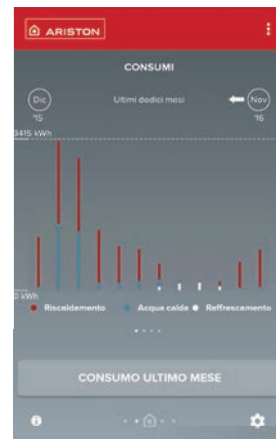 ARISTON
CONSUMI
Dic
Ultimi dodici mesi
Nov
'15
'16
3415 kWh
0 kWh
Riscaldamento
Acqua calda
Raffrescamento
CONSUMO ULTIMO MESE